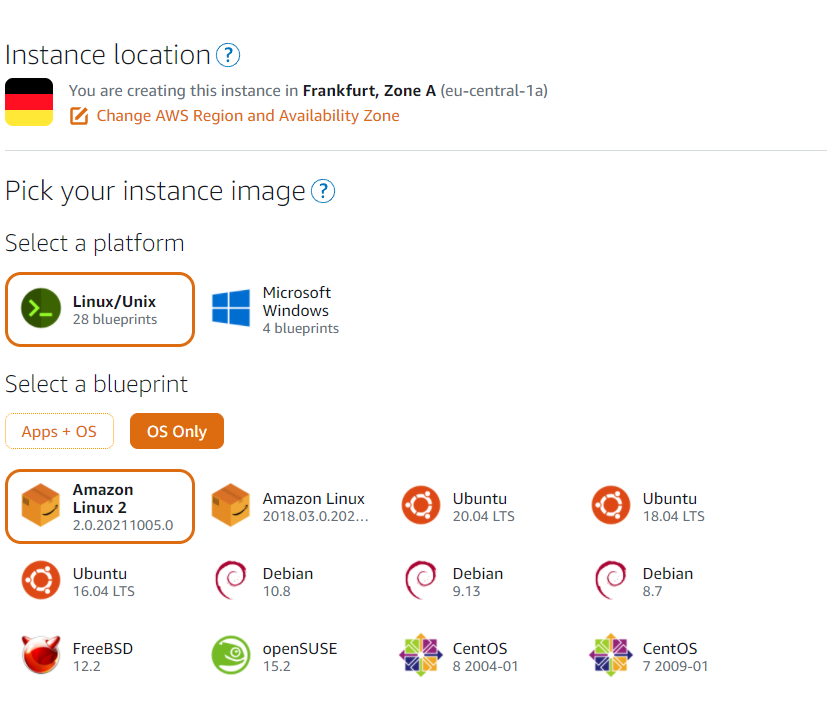 Instance location ?
You are creating this instance in Frankfurt, Zone A (eu-central-1a)
Change AWS Region and Availability Zone
Pick your instance image ?
Select a platform
Linux/Unix
28 blueprints
Microsoft
Windows
4 blueprints
Select a blueprint
Apps + OS
OS Only
Amazon
Linux 2
2.0.20211005.0
Amazon Linux
2018.03.0.202...
Ubuntu
20.04 LTS
Ubuntu
18.04 LTS
Ubuntu
16.04 LTS
Debian
10.8
Debian
9.13
Debian
8.7
FreeBSD
12.2
openSUSE
15.2
CentOS
8 2004-01
CentOS
7 2009-01